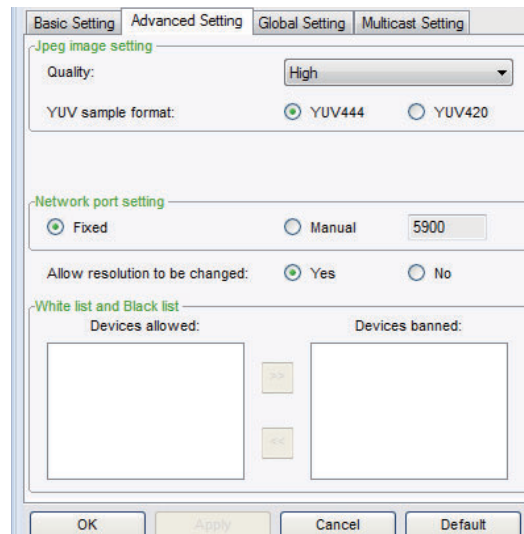 Basic Setting Advanced Setting Global Setting Multicast Setting
Jpeg image setting
Quality: High
YUV sample format: YUV444 YUV420
Network port setting
Fixed Manual 5900
Allow resolution to be changed: Yes No
White list and Black list
Devices allowed: Devices banned:
>>
<<
OK Apply Cancel Default